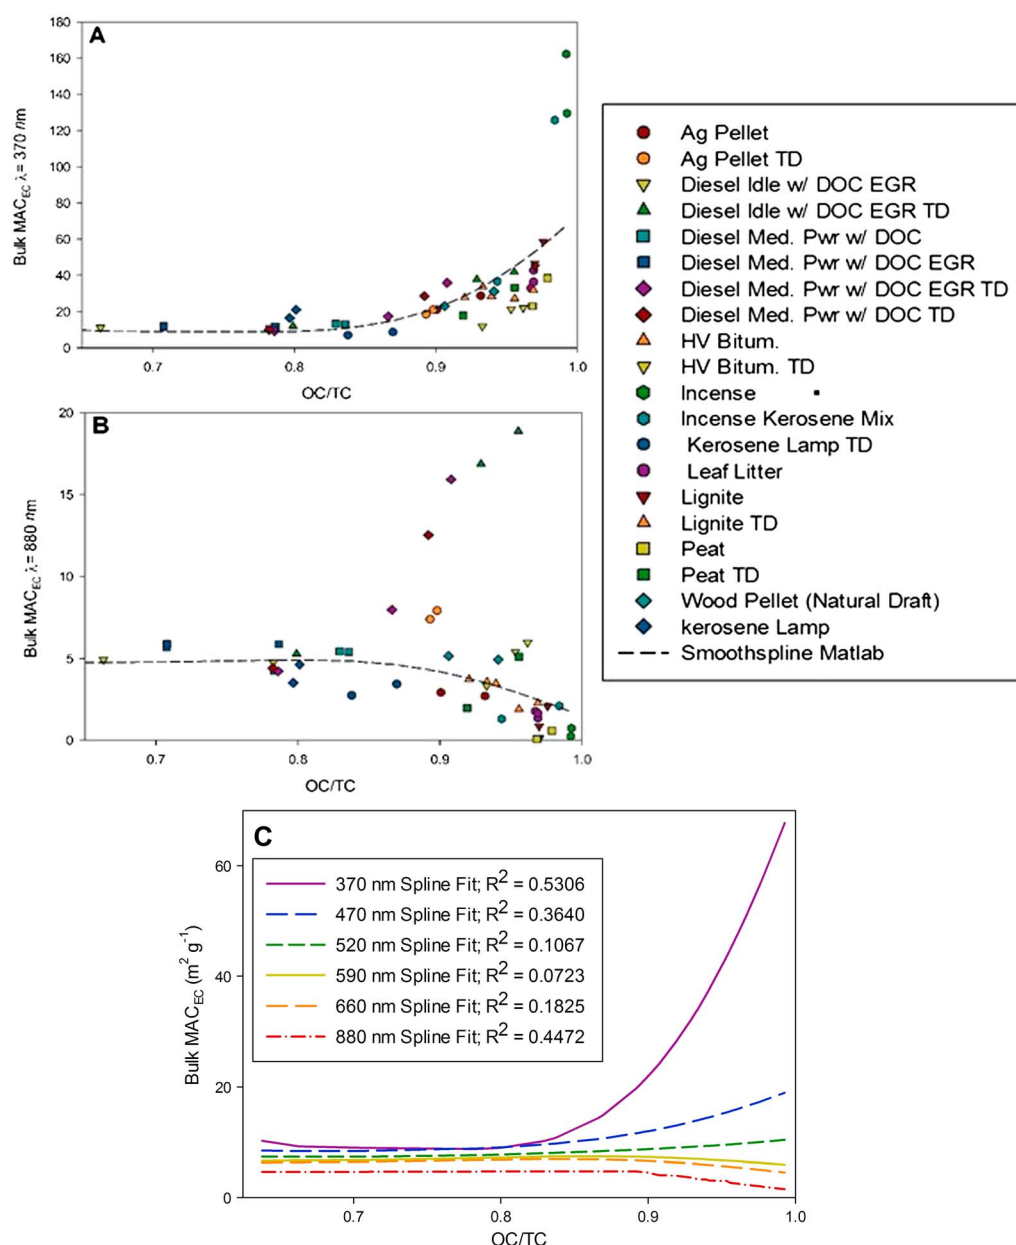 A
180
160
140
120
100
80
60
40
20
0
Bulk MAC_EC λ = 370 nm
0.7 0.8 0.9 1.0
OC/TC
B
20
15
10
5
0
Bulk MAC_EC λ = 880 nm
0.7 0.8 0.9 1.0
OC/TC
Ag Pellet
Ag Pellet TD
Diesel Idle w/ DOC EGR
Diesel Idle w/ DOC EGR TD
Diesel Med. Pwr w/ DOC
Diesel Med. Pwr w/ DOC EGR
Diesel Med. Pwr w/ DOC EGR TD
Diesel Med. Pwr w/ DOC TD
HV Bitum.
HV Bitum. TD
Incense
Incense Kerosene Mix
Kerosene Lamp TD
Leaf Litter
Lignite
Lignite TD
Peat
Peat TD
Wood Pellet (Natural Draft)
kerosene Lamp
Smoothspline Matlab
C
370 nm Spline Fit; R² = 0.5306
470 nm Spline Fit; R² = 0.3640
520 nm Spline Fit; R² = 0.1067
590 nm Spline Fit; R² = 0.0723
660 nm Spline Fit; R² = 0.1825
880 nm Spline Fit; R² = 0.4472
60
40
20
0
Bulk MAC_EC (m² g⁻¹)
0.7 0.8 0.9 1.0
OC/TC